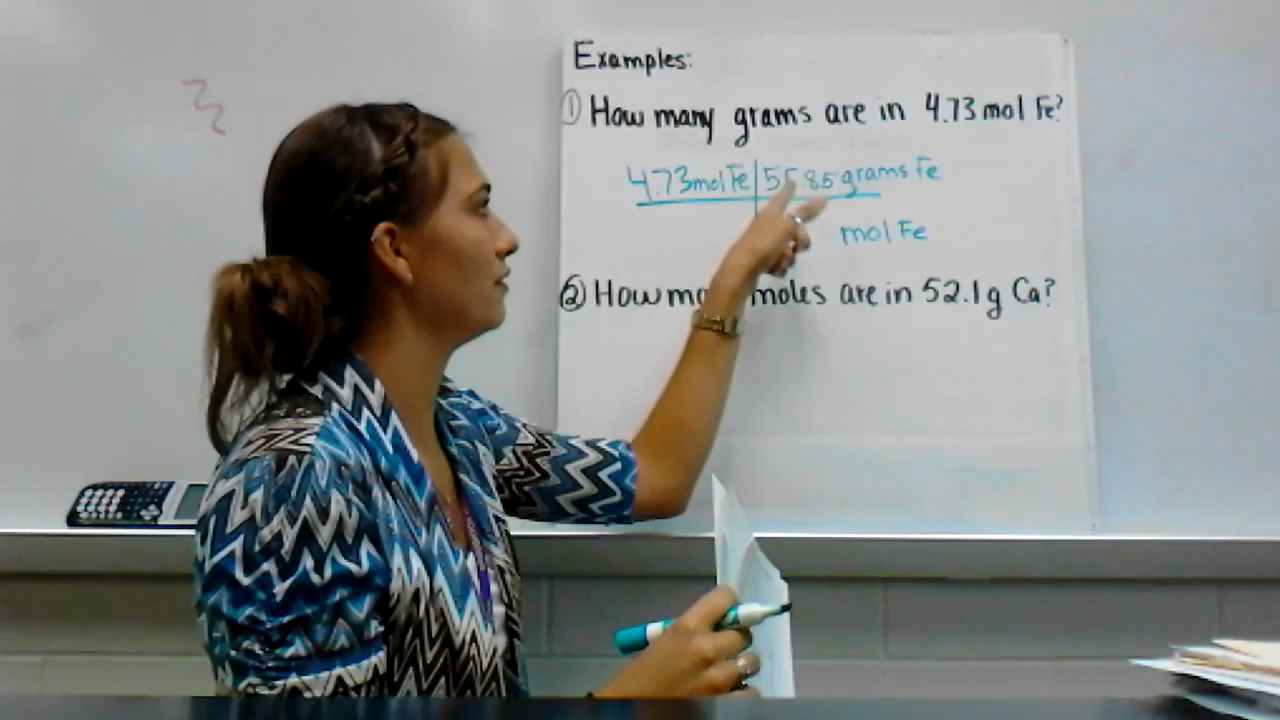 Examples:
① How many grams are in 4.73 mol Fe?
4.73 mol Fe | 55.85 grams Fe
mol Fe
② How moles are in 52.1g Ca?